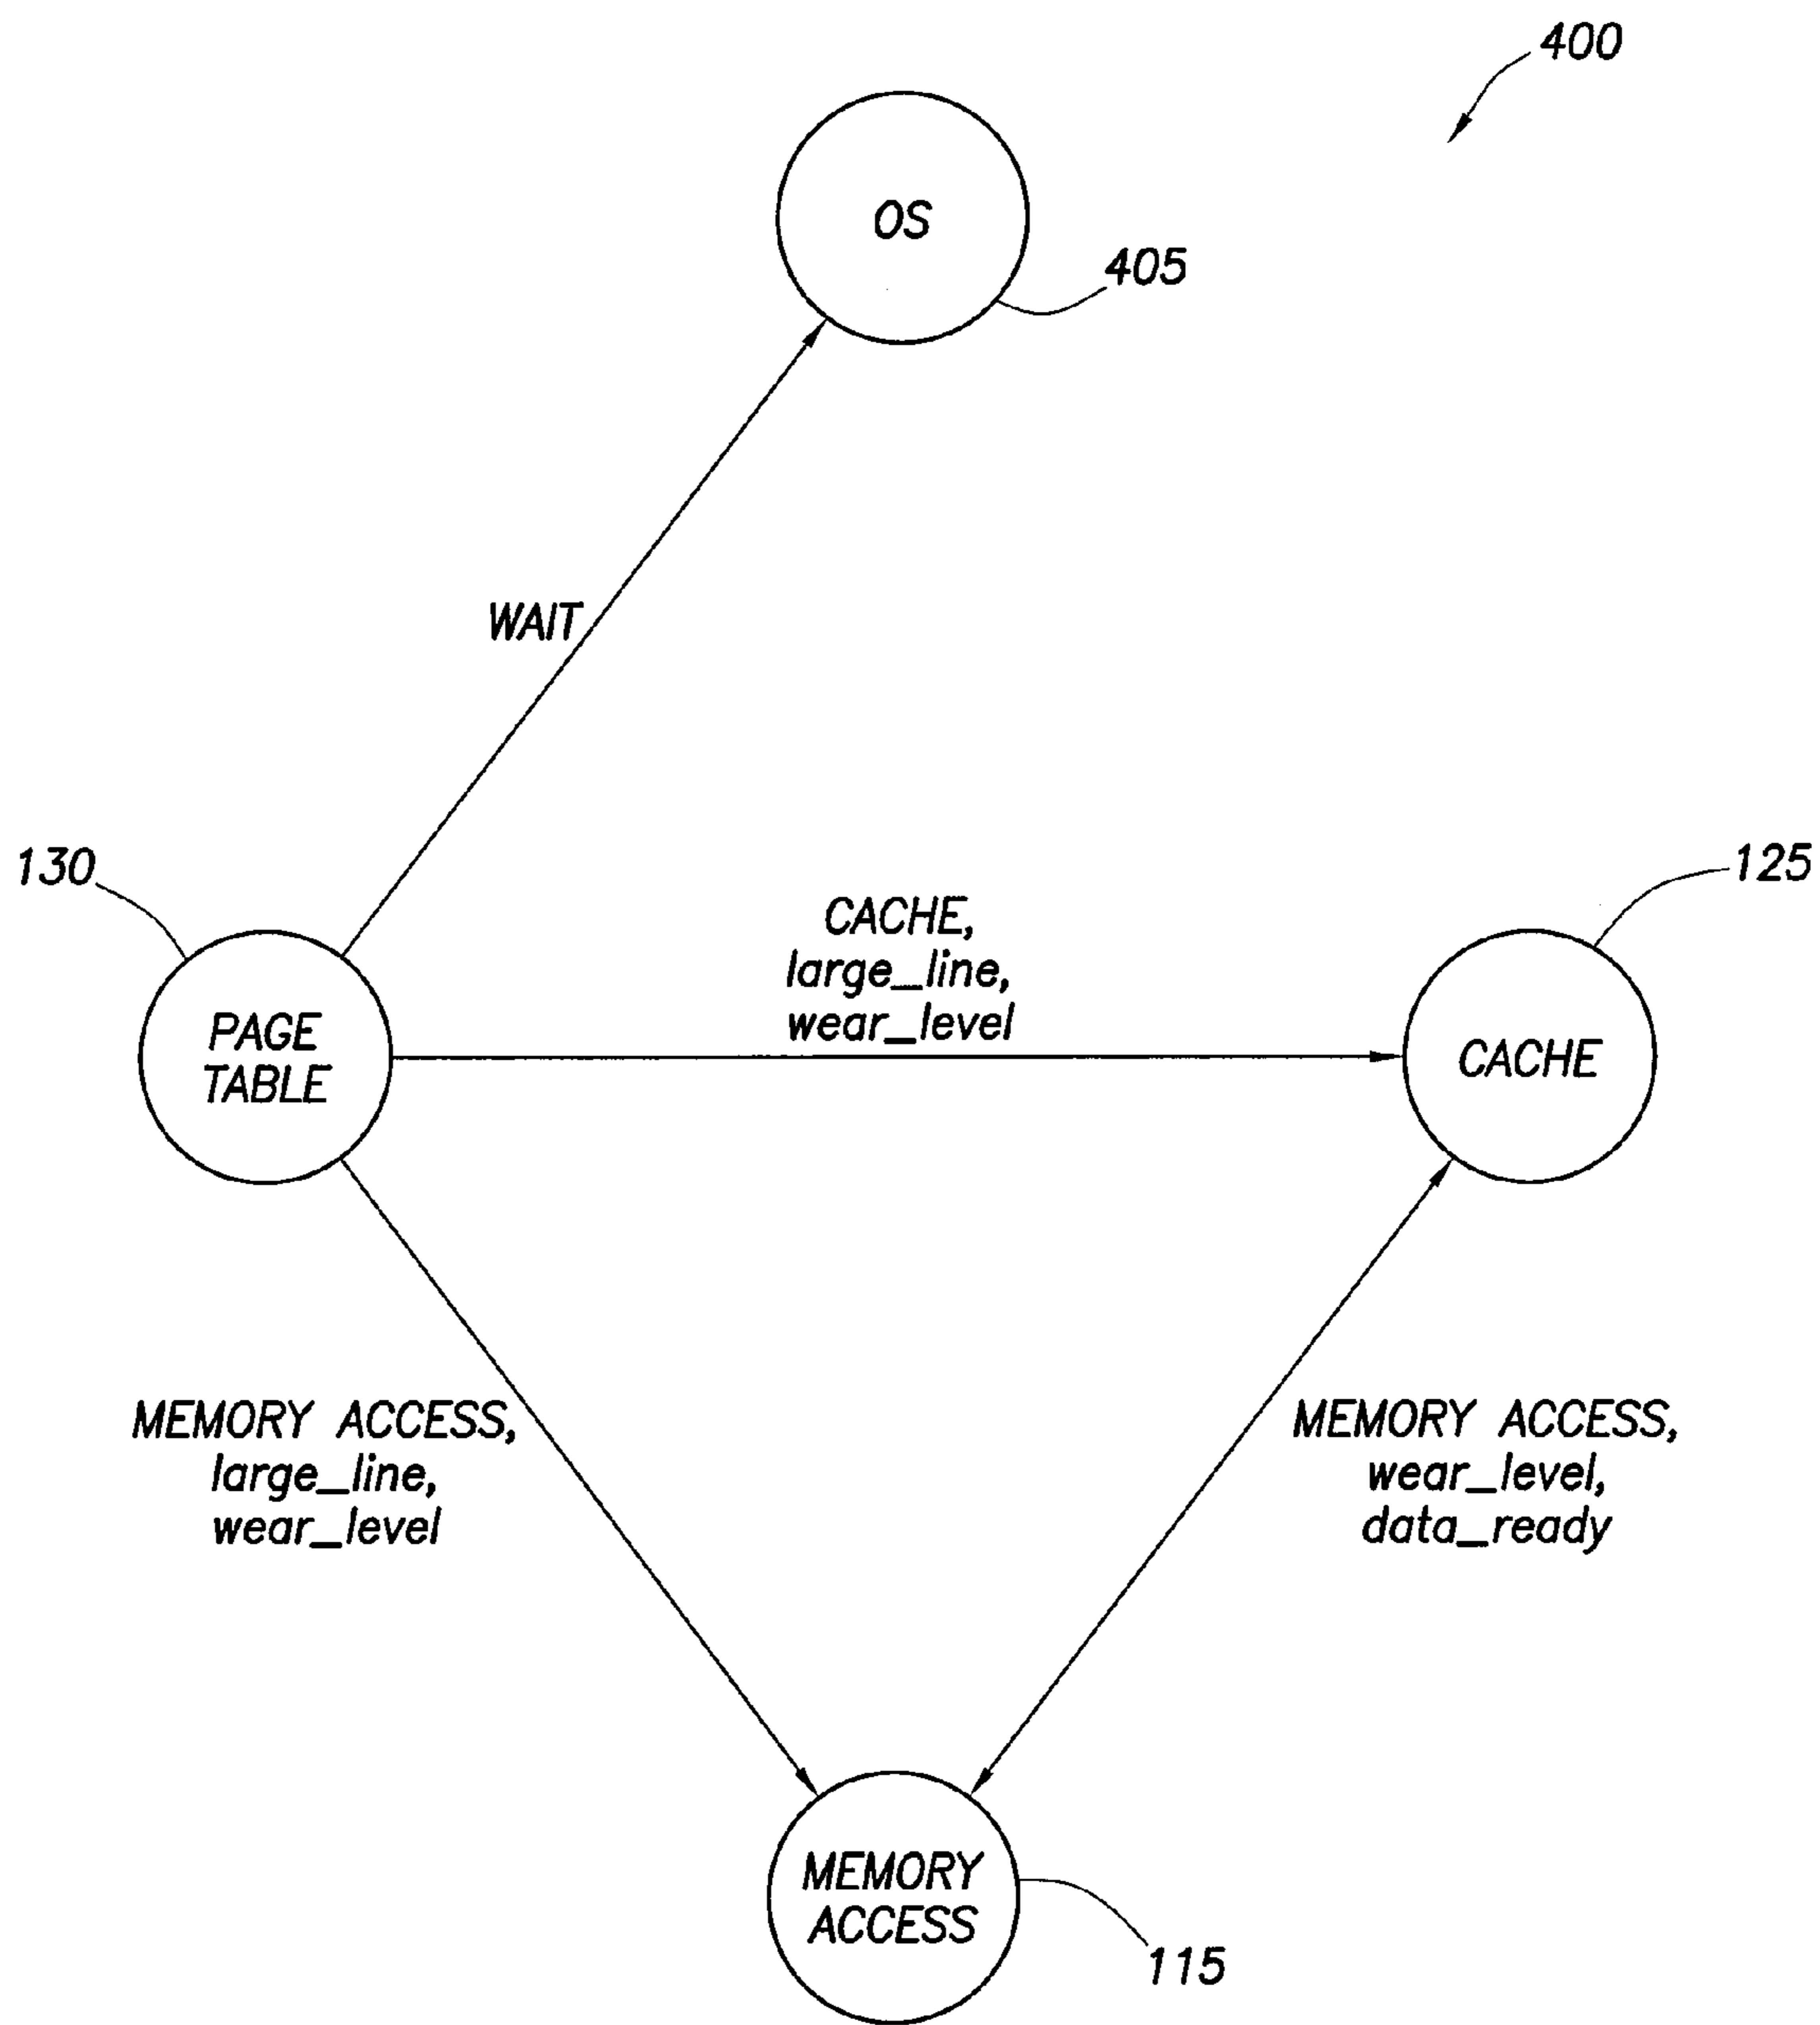 400
OS
405
WAIT
130
125
CACHE,
large_line,
wear_level
PAGE
TABLE
CACHE
MEMORY ACCESS,
large_line,
wear_level
MEMORY ACCESS,
wear_level,
data_ready
MEMORY
ACCESS
115